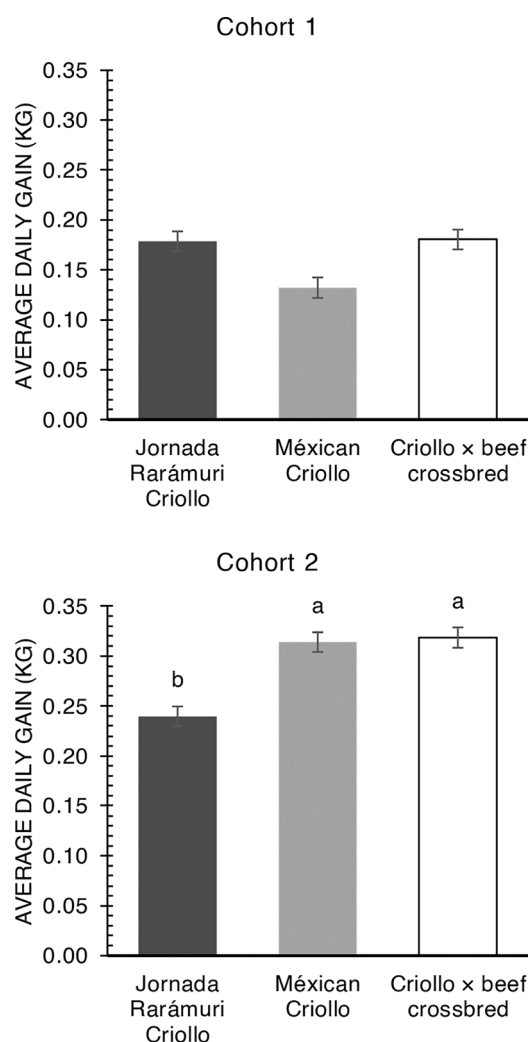 Cohort 1
AVERAGE DAILY GAIN (KG)
0.35
0.30
0.25
0.20
0.15
0.10
0.05
0.00
Jornada
Rarámuri
Criollo
Méxican
Criollo
Criollo × beef
crossbred
Cohort 2
AVERAGE DAILY GAIN (KG)
0.35
0.30
0.25
0.20
0.15
0.10
0.05
0.00
b
a
a
Jornada
Rarámuri
Criollo
Méxican
Criollo
Criollo × beef
crossbred